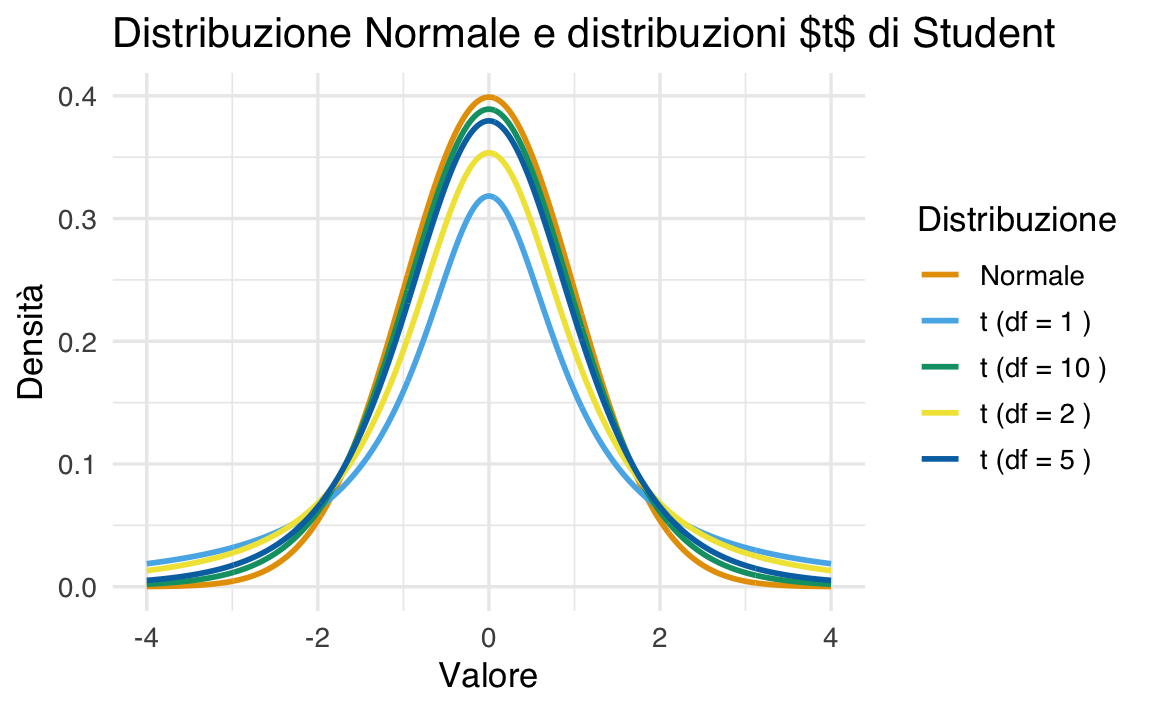 Distribuzione Normale e distribuzioni $t$ di Student
Densità
0.4
0.3
0.2
0.1
0.0
-4
-2
0
2
4
Valore
Distribuzione
Normale
t (df = 1 )
t (df = 10 )
t (df = 2 )
t (df = 5 )